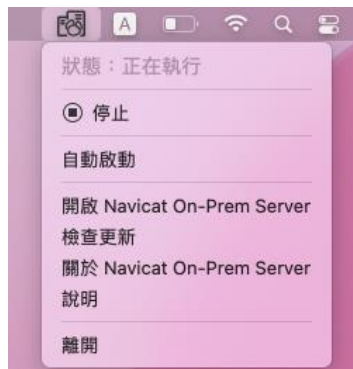 A
狀態：正在執行
停止
自動啟動
開啟 Navicat On-Prem Server
檢查更新
關於 Navicat On-Prem Server
說明
離開